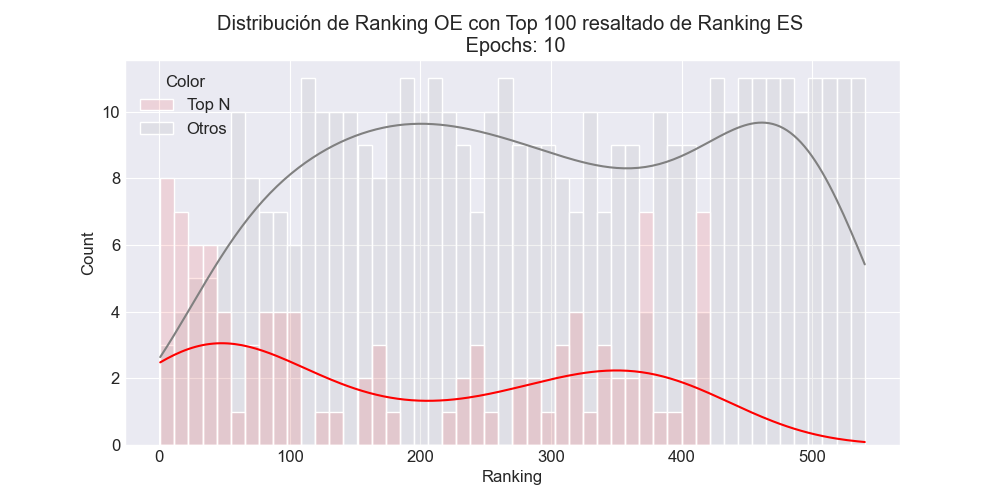 Distribución de Ranking OE con Top 100 resaltado de Ranking ES
Epochs: 10
Color
Top N
Otros
Count
10
8
6
4
2
0
0 100 200 300 400 500
Ranking